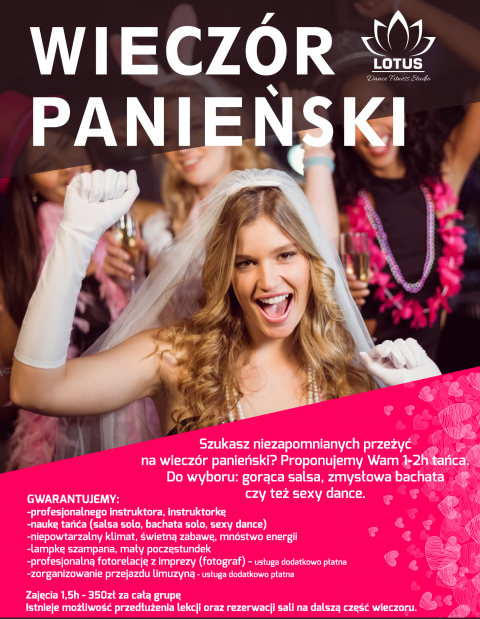 WIECZÓR
PANIEŃSKI
LOTUS
Dance Fitness Studio
Szukasz niezapomnianych przeżyć
na wieczór panieński? Proponujemy Wam 1-2h tańca.
Do wyboru: gorąca salsa, zmysłowa bachata
czy też sexy dance.
GWARANTUJEMY:
-profesjonalnego instruktora, instruktorkę
-naukę tańća (salsa solo, bachata solo, sexy dance)
-niepowtarzalny klimat, świetną zabawę, mnóstwo energii
-lampkę szampana, mały poczęstundek
-profesjonalną fotorelację z imprezy (fotograf) - usługa dodatkowo płatna
-zorganizowanie przejazdu limuzyną - usługa dodatkowo płatna
Zajęcia 1,5h - 350zł za całą grupę
Istnieje możliwość przedłużenia lekcji oraz rezerwacji sali na dalszą część wieczoru.